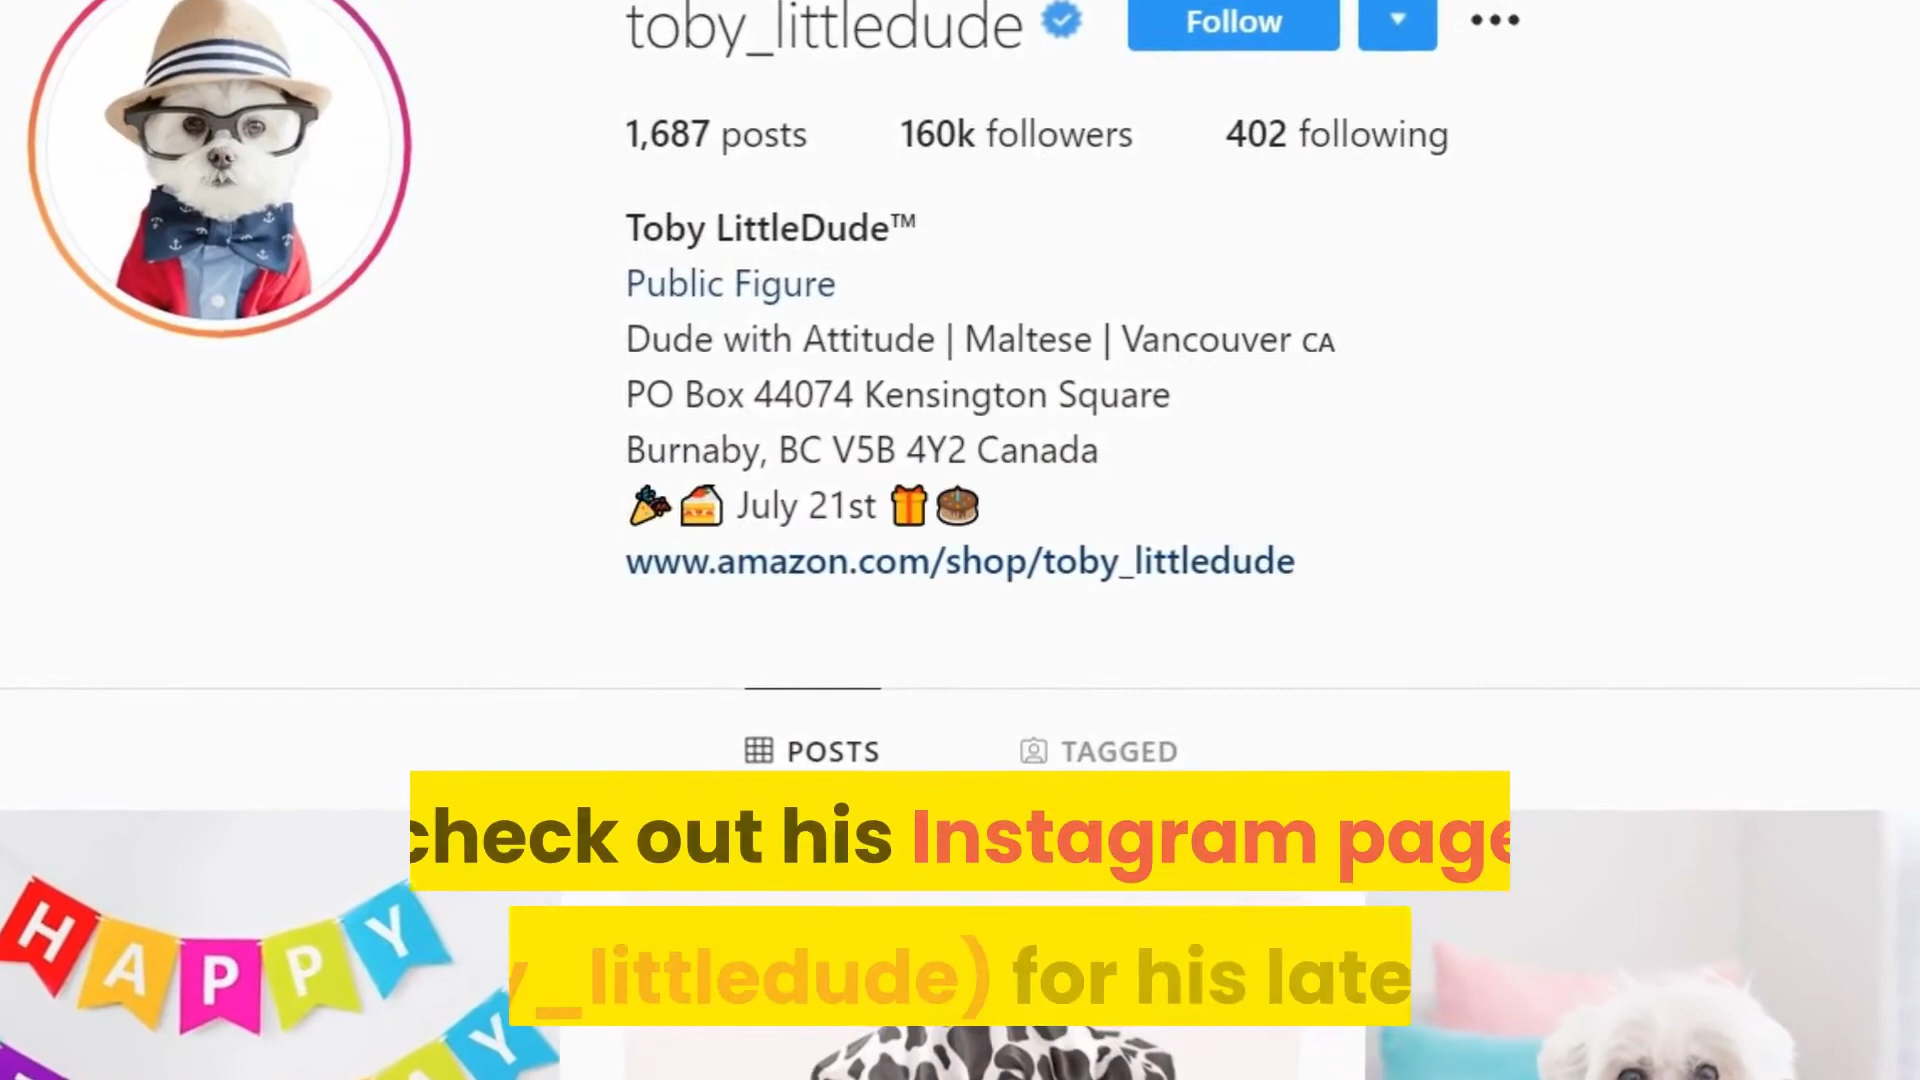 toby_littledude
Follow
1,687 posts 160k followers 402 following
Toby LittleDude™
Public Figure
Dude with Attitude | Maltese | Vancouver CA
PO Box 44074 Kensington Square
Burnaby, BC V5B 4Y2 Canada
July 21st
www.amazon.com/shop/toby_littledude
POSTS TAGGED
check out his Instagram page
y_littledude) for his late
HAPPY